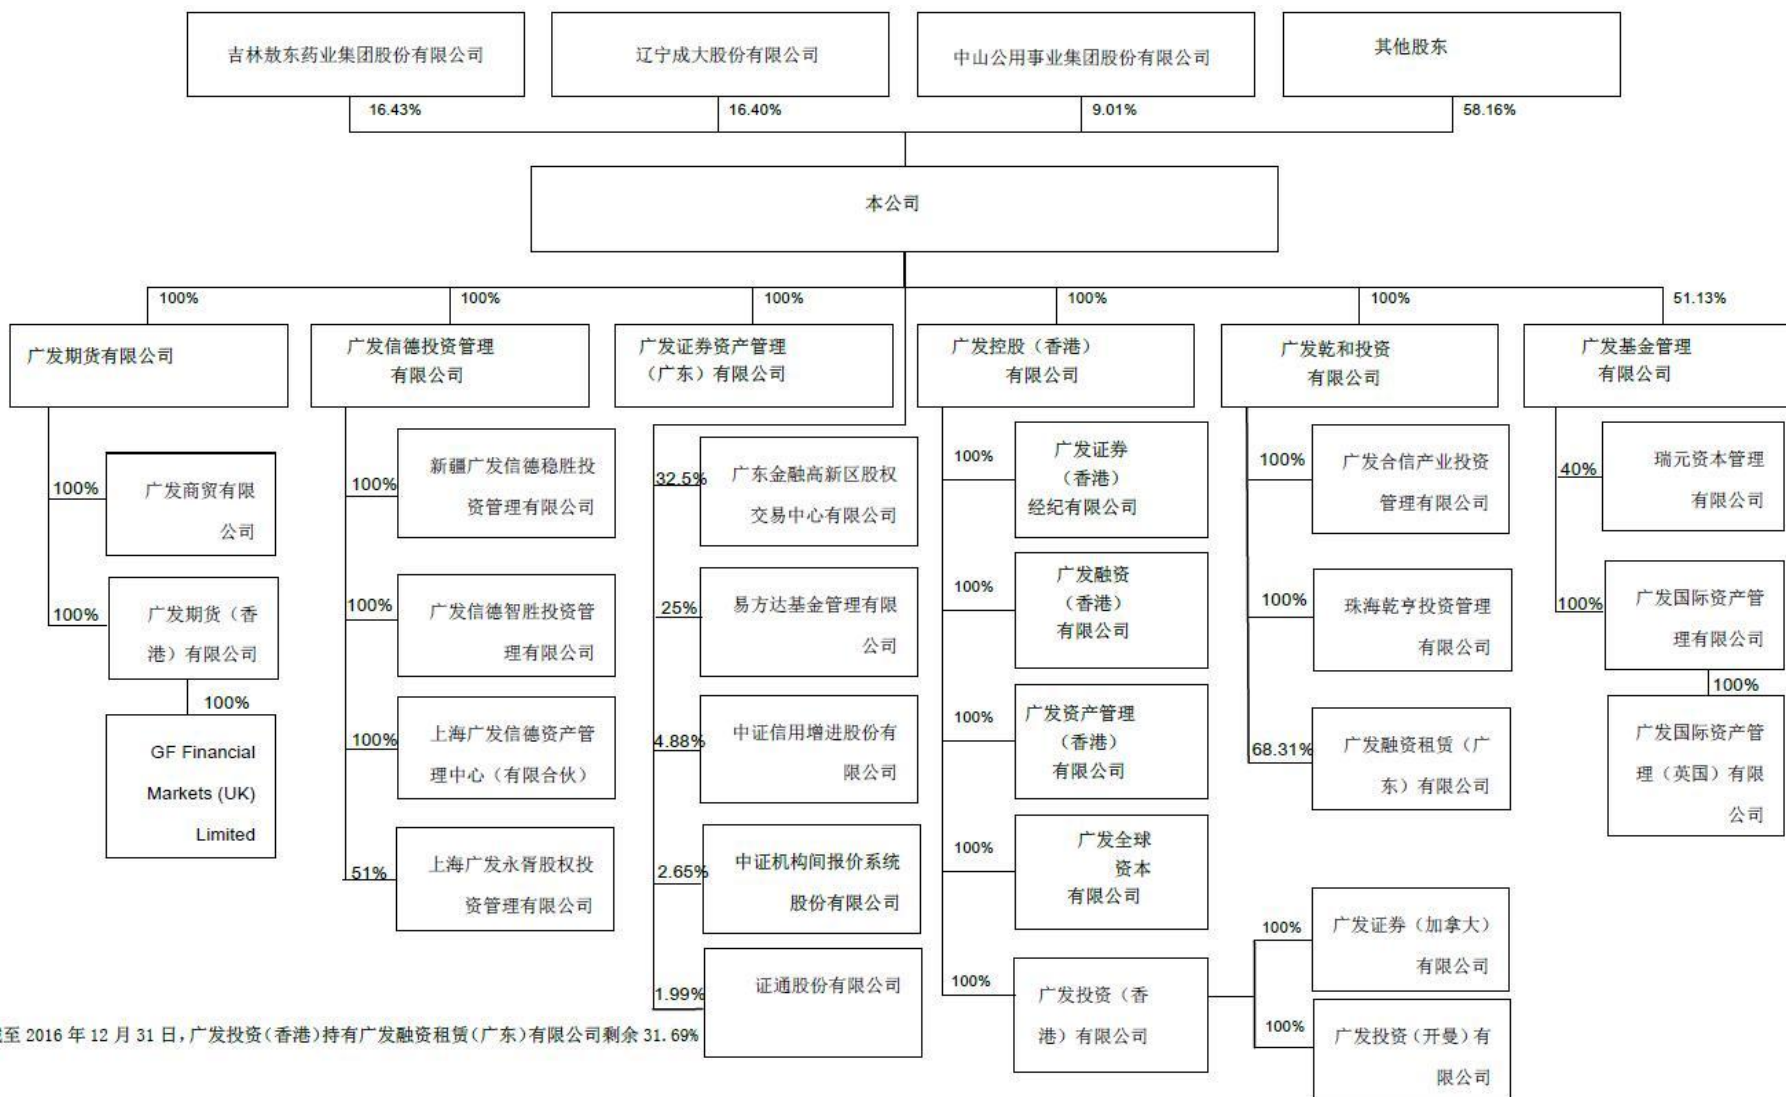 吉林敖东药业集团股份有限公司
辽宁成大股份有限公司
中山公用事业集团股份有限公司
其他股东
16.43%
16.40%
9.01%
58.16%
本公司
100%
100%
100%
100%
100%
51.13%
广发期货有限公司
广发信德投资管理
有限公司
广发证券资产管理
（广东）有限公司
广发控股（香港）
有限公司
广发乾和投资
有限公司
广发基金管理
有限公司
100%
广发商贸有限
公司
100%
广发期货（香
港）有限公司
100%
GF Financial
Markets (UK)
Limited
100%
新疆广发信德稳胜投
资管理有限公司
100%
广发信德智胜投资管
理有限公司
100%
上海广发信德资产管
理中心（有限合伙）
51%
上海广发永胥股权投
资管理有限公司
32.5%
广东金融高新区股权
交易中心有限公司
25%
易方达基金管理有限
公司
4.88%
中证信用增进股份有
限公司
2.65%
中证机构间报价系统
股份有限公司
1.99%
证通股份有限公司
100%
广发证券
（香港）
经纪有限公司
100%
广发融资
（香港）
有限公司
100%
广发资产管理
（香港）
有限公司
100%
广发全球
资本
有限公司
100%
广发投资（香
港）有限公司
100%
广发证券（加拿大）
有限公司
100%
广发投资（开曼）有
限公司
100%
广发合信产业投资
管理有限公司
100%
珠海乾亨投资管理
有限公司
68.31%
广发融资租赁（广
东）有限公司
40%
瑞元资本管理
有限公司
100%
广发国际资产管
理有限公司
100%
广发国际资产管
理（英国）有限
公司
至 2016 年 12 月 31 日，广发投资（香港）持有广发融资租赁（广东）有限公司剩余 31.69%